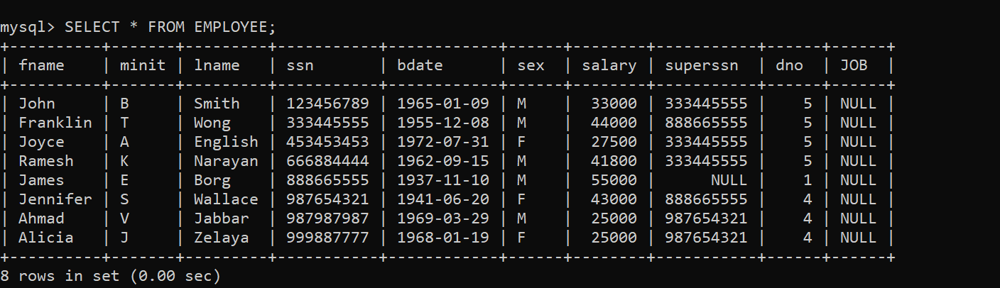 mysql> SELECT * FROM EMPLOYEE;
+----------+-------+---------+-----------+------------+------+--------+-----------+------+------+
| fname    | minit | lname   | ssn       | bdate      | sex  | salary | superssn  | dno  | JOB  |
+----------+-------+---------+-----------+------------+------+--------+-----------+------+------+
| John     | B     | Smith   | 123456789 | 1965-01-09 | M    |  33000 | 333445555 |    5 | NULL |
| Franklin | T     | Wong    | 333445555 | 1955-12-08 | M    |  44000 | 888665555 |    5 | NULL |
| Joyce    | A     | English | 453453453 | 1972-07-31 | F    |  27500 | 333445555 |    5 | NULL |
| Ramesh   | K     | Narayan | 666884444 | 1962-09-15 | M    |  41800 | 333445555 |    5 | NULL |
| James    | E     | Borg    | 888665555 | 1937-11-10 | M    |  55000 |      NULL |    1 | NULL |
| Jennifer | S     | Wallace | 987654321 | 1941-06-20 | F    |  43000 | 888665555 |    4 | NULL |
| Ahmad    | V     | Jabbar  | 987987987 | 1969-03-29 | M    |  25000 | 987654321 |    4 | NULL |
| Alicia   | J     | Zelaya  | 999887777 | 1968-01-19 | F    |  25000 | 987654321 |    4 | NULL |
+----------+-------+---------+-----------+------------+------+--------+-----------+------+------+
8 rows in set (0.00 sec)